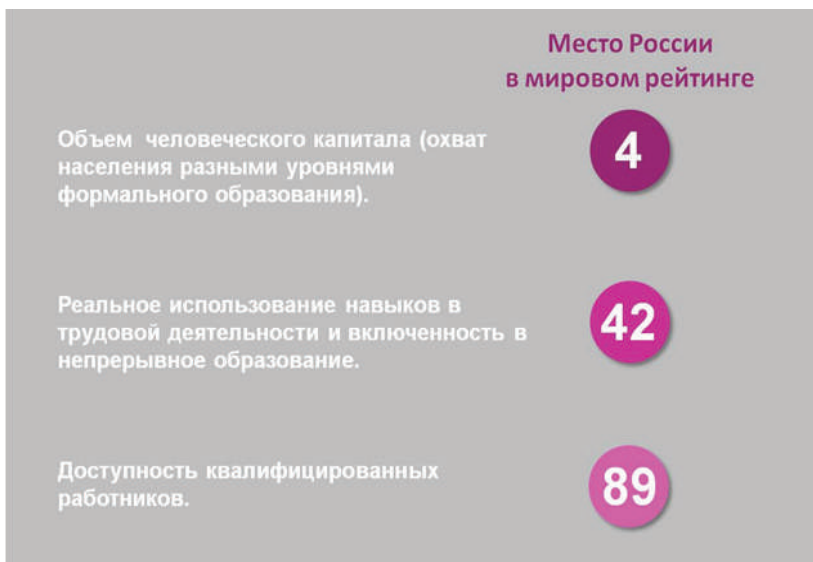 Место России
в мировом рейтинге
Объем человеческого капитала (охват
населения разными уровнями
формального образования).
4
Реальное использование навыков в
трудовой деятельности и включенность в
непрерывное образование.
42
Доступность квалифицированных
работников.
89